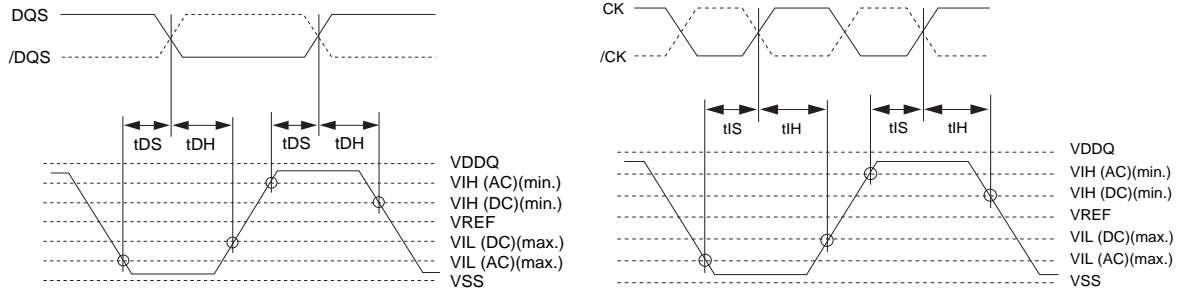 DQS
/DQS
tDS
tDH
tDS
tDH
VDDQ
VIH (AC)(min.)
VIH (DC)(min.)
VREF
VIL (DC)(max.)
VIL (AC)(max.)
VSS
CK
/CK
tIS
tIH
tIS
tIH
VDDQ
VIH (AC)(min.)
VIH (DC)(min.)
VREF
VIL (DC)(max.)
VIL (AC)(max.)
VSS